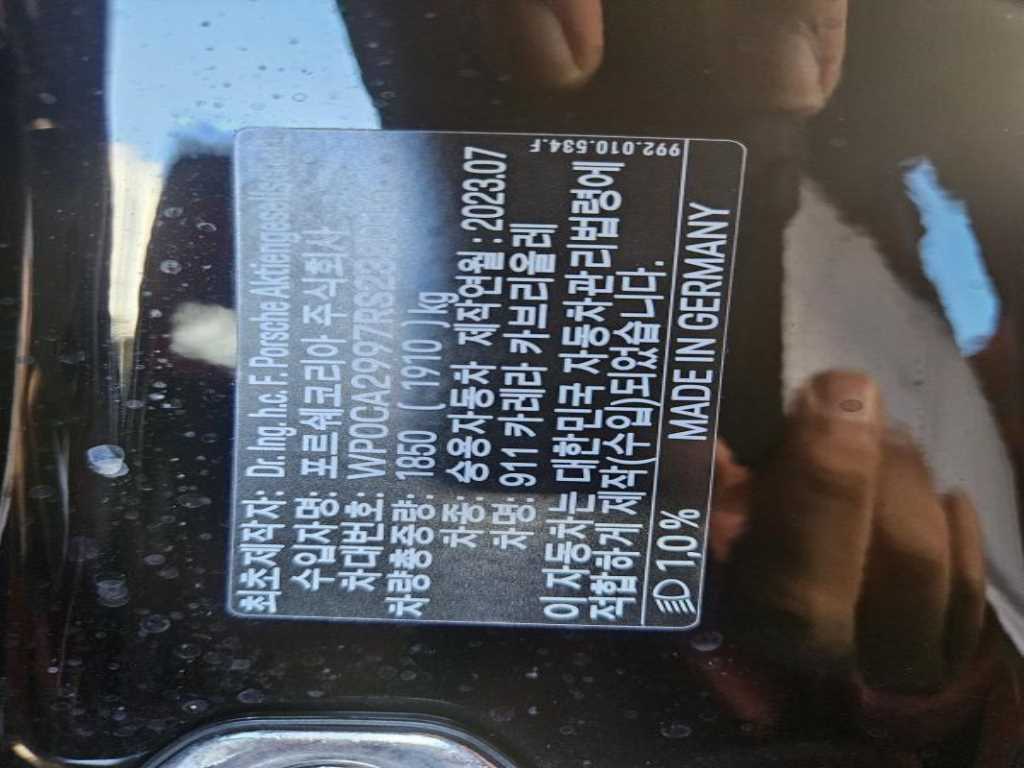 최초제작자: Dr. Ing. h.c. F. Porsche
수입자명: 포르쉐코리아 주식회사
차대번호:
차량총중량: 1850 ( 1910 ) kg
차종: 승용자동차 제작연월 : 2023.07
차명: 911 카레라 카브리올레
이 자동차는 대한민국 자동차관리법령에
적합하게 제작(수입)되었습니다.
1,0% MADE IN GERMANY
992.010.534.F